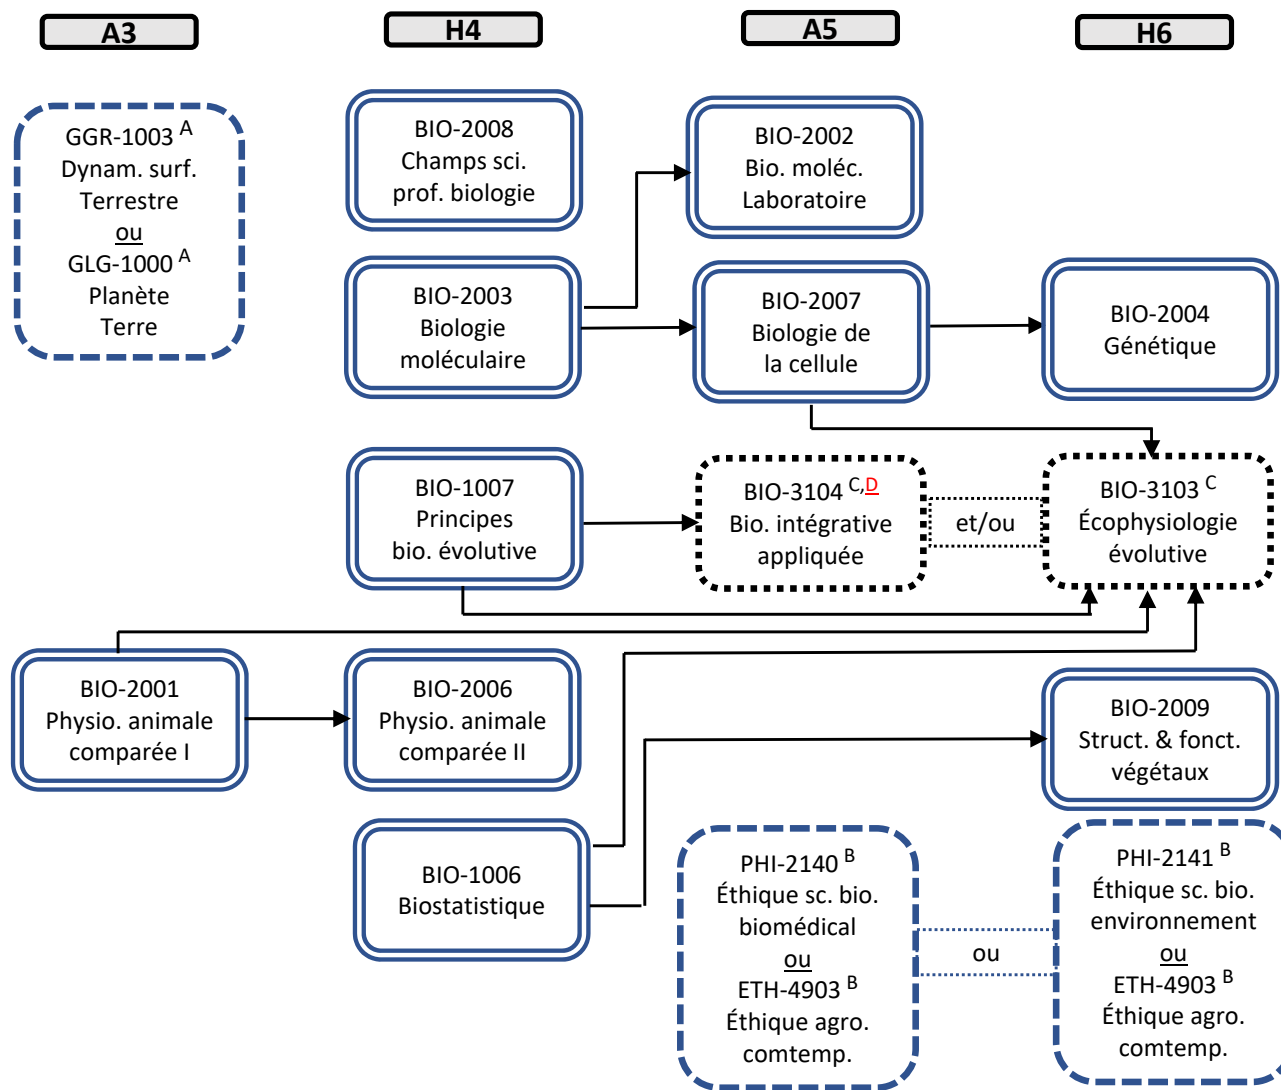 A3
H4
A5
H6
GGR-1003 A
Dynam. surf.
Terrestre
ou
GLG-1000 A
Planète
Terre
BIO-2008
Champs sci.
prof. biologie
BIO-2002
Bio. moléc.
Laboratoire
BIO-2003
Biologie
moléculaire
BIO-2007
Biologie de
la cellule
BIO-2004
Génétique
BIO-1007
Principes
bio. évolutive
BIO-3104 C,D
Bio. intégrative
appliquée
et/ou
BIO-3103 C
Écophysiologie
évolutive
BIO-2001
Physio. animale
comparée I
BIO-2006
Physio. animale
comparée II
BIO-2009
Struct. & fonct.
végétaux
BIO-1006
Biostatistique
PHI-2140 B
Éthique sc. bio.
biomédical
ou
ETH-4903 B
Éthique agro.
comtemp.
ou
PHI-2141 B
Éthique sc. bio.
environnement
ou
ETH-4903 B
Éthique agro.
comtemp.